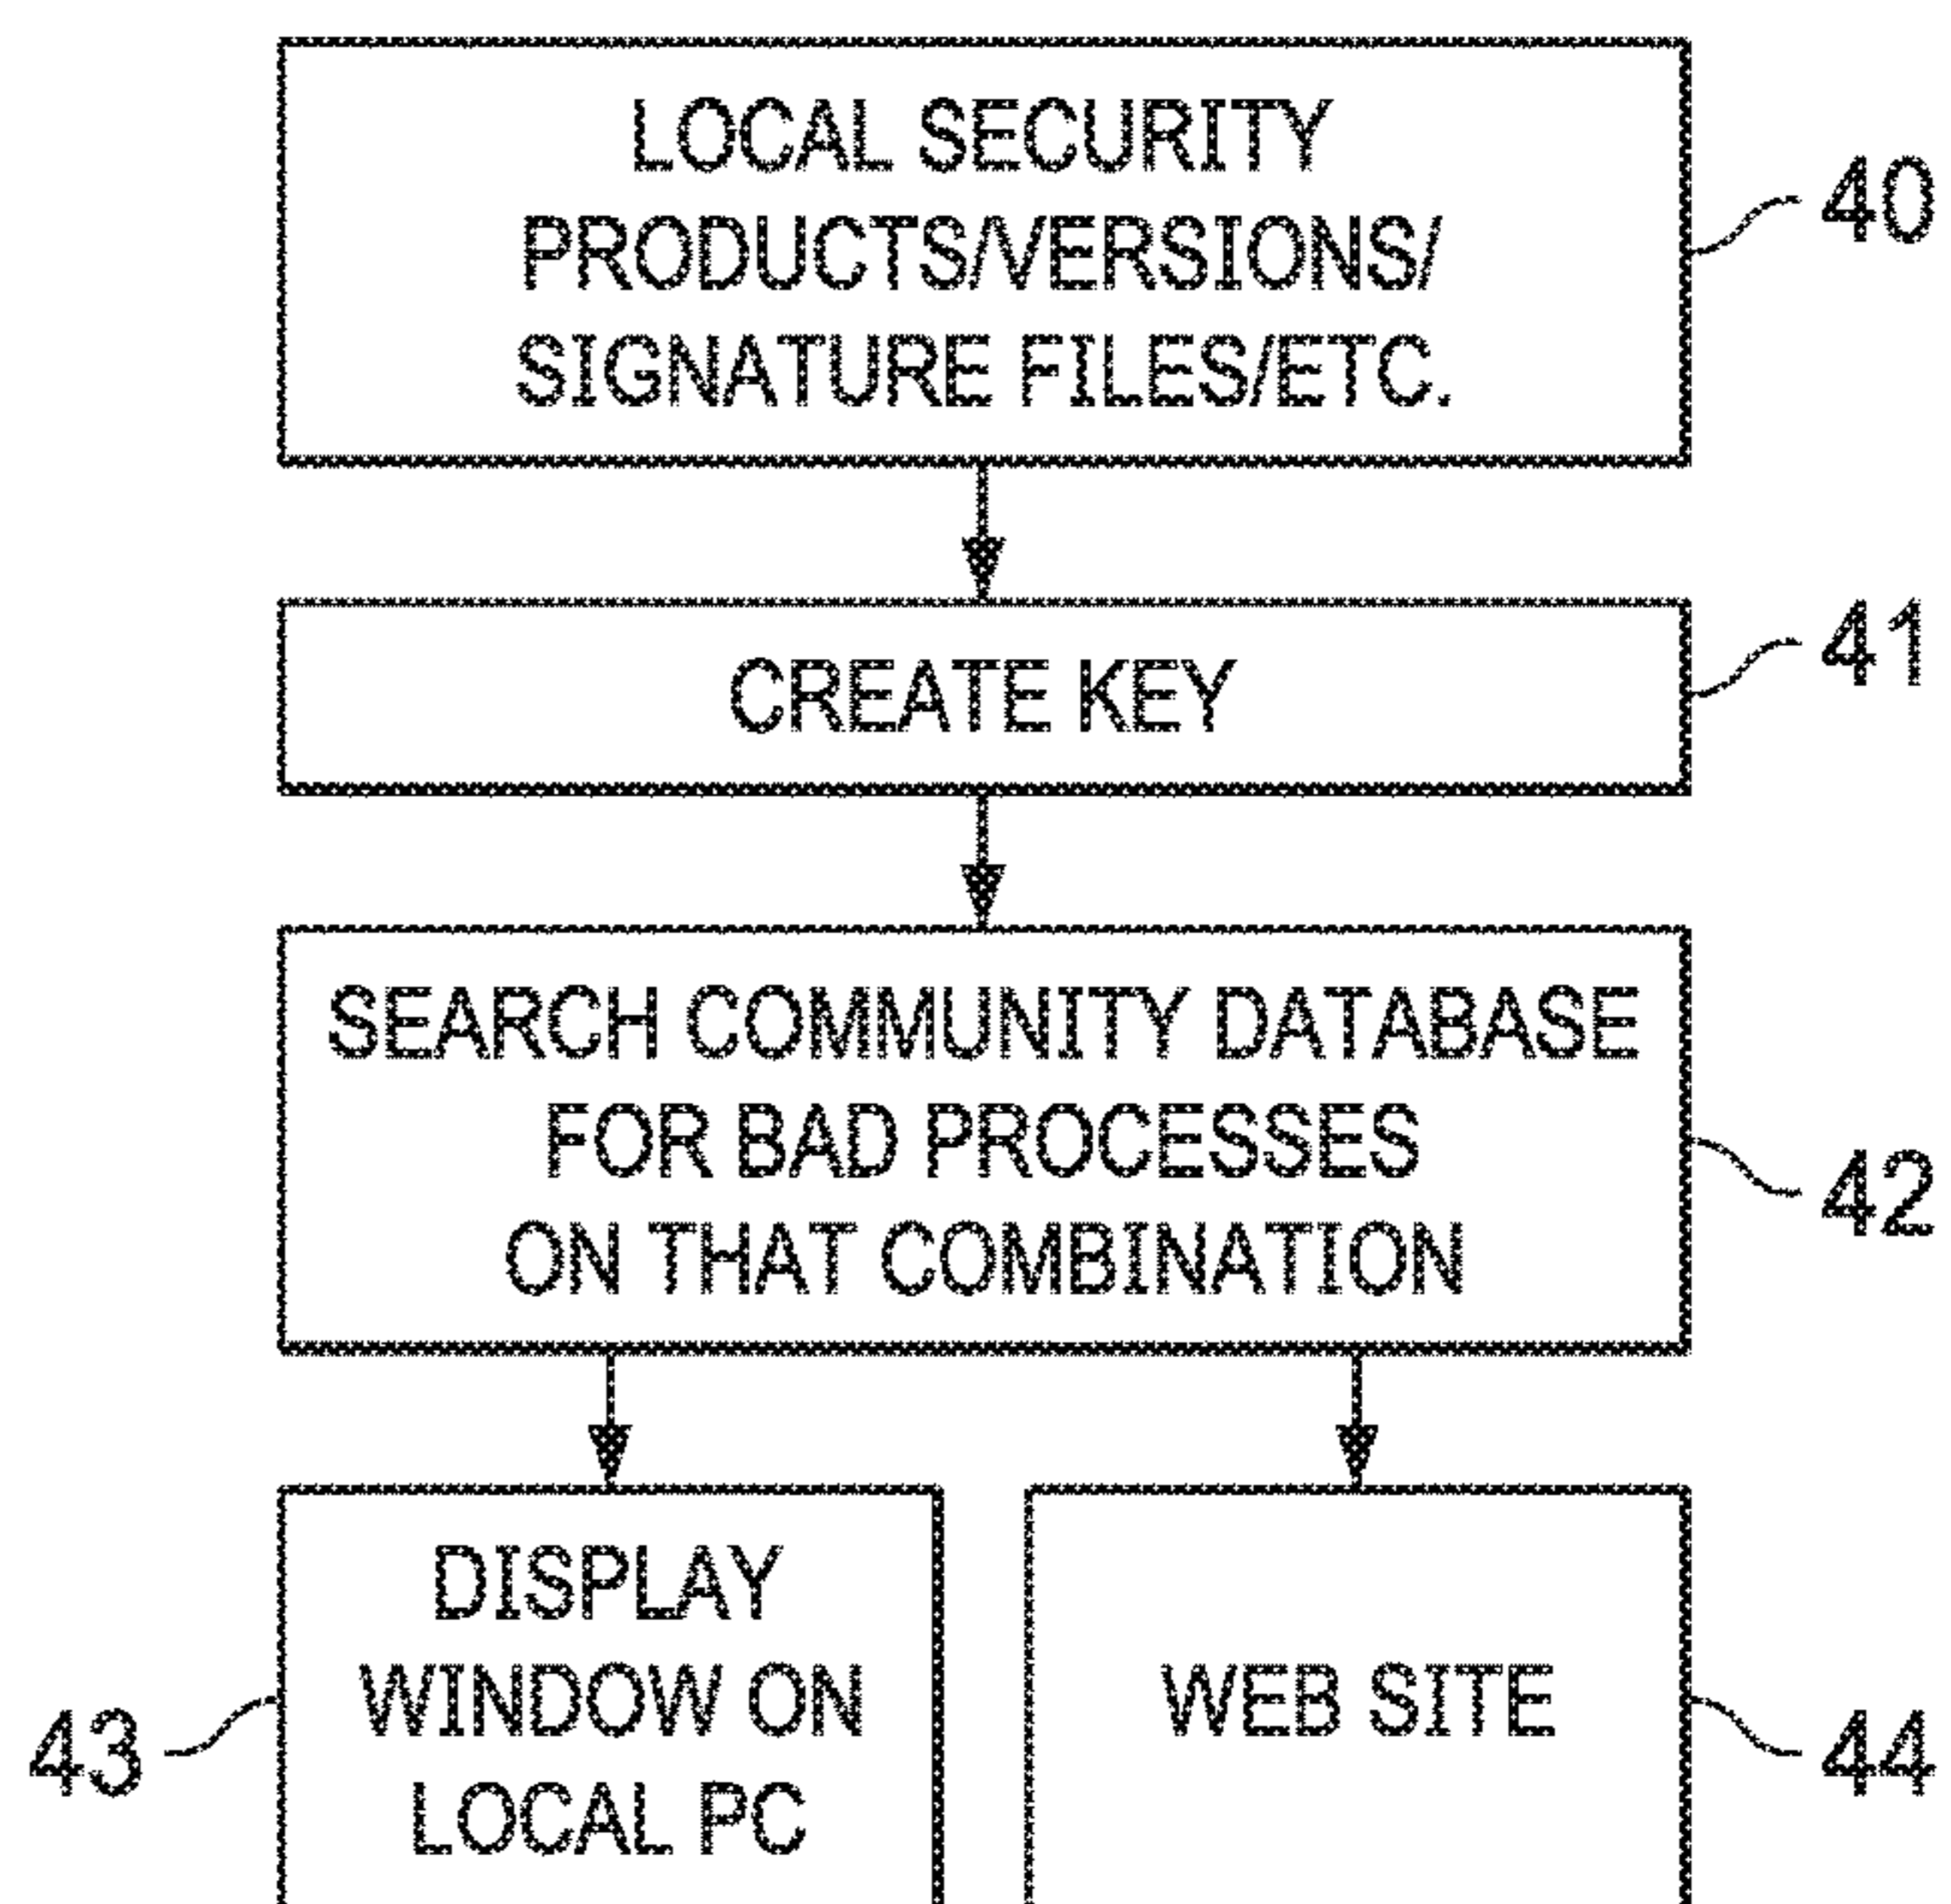 LOCAL SECURITY
PRODUCTS/VERSIONS/
SIGNATURE FILES/ETC.
40
CREATE KEY
41
SEARCH COMMUNITY DATABASE
FOR BAD PROCESSES
ON THAT COMBINATION
42
DISPLAY
WINDOW ON
LOCAL PC
43
WEB SITE
44